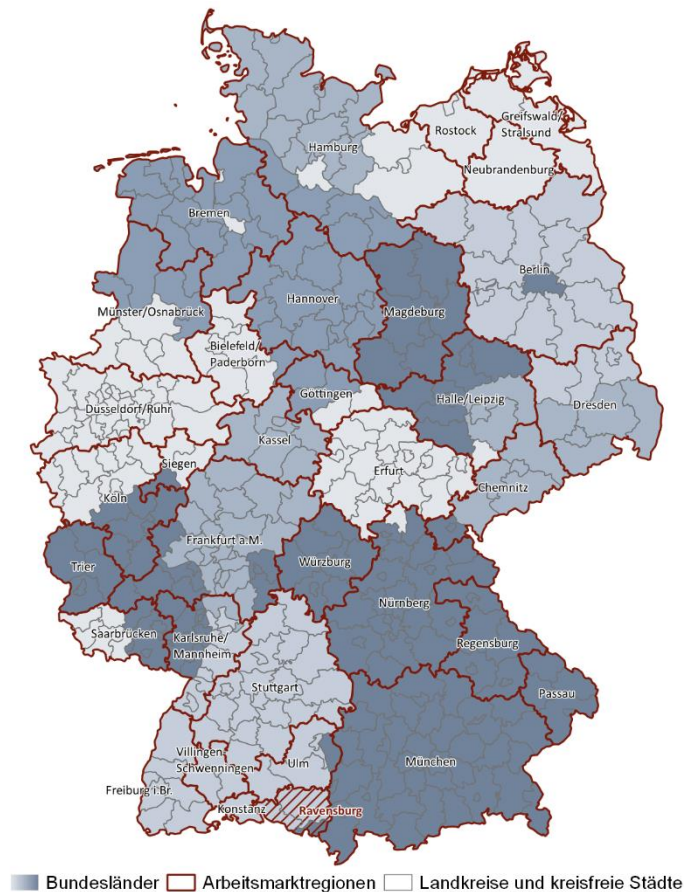 Greifswald/
Stralsund
Rostock
Hamburg
Neubrandenburg
Bremen
Berlin
Hannover
Münster/Osnabrück
Magdeburg
Bielefeld/
Paderborn
Göttingen
Halle/Leipzig
Dresden
Düsseldorf/Ruhr
Kassel
Siegen
Erfurt
Köln
Chemnitz
Frankfurt a.M.
Trier
Würzburg
Nürnberg
Saarbrücken
Karlsruhe/
Mannheim
Regensburg
Stuttgart
Passau
Villingen-
Schwenningen
Ulm
München
Freiburg i.Br.
Konstanz
Ravensburg
Bundesländer Arbeitsmarktregionen Landkreise und kreisfreie Städte